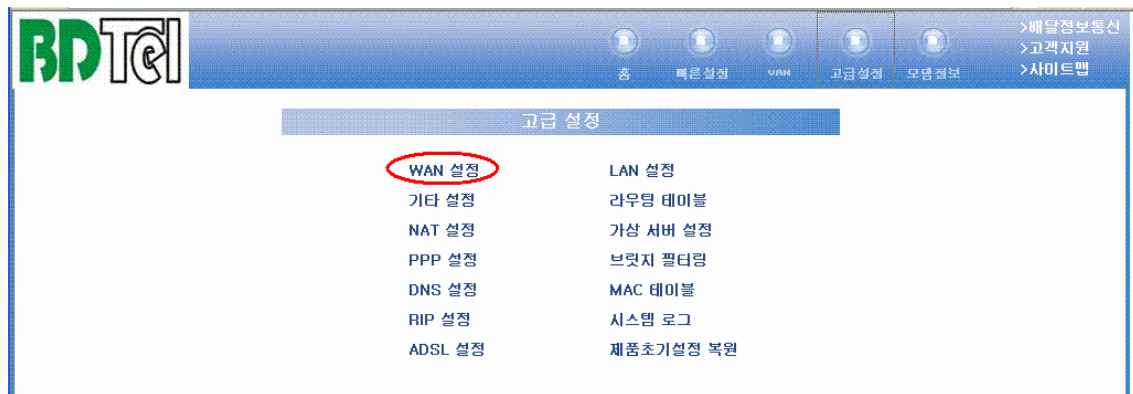 BDTel
홈 빠른설정 VAN 고급설정 모뎀정보
>배달정보통신
>고객지원
>사이트맵
고급 설정
WAN 설정 LAN 설정
기타 설정 라우팅 테이블
NAT 설정 가상 서버 설정
PPP 설정 브릿지 필터링
DNS 설정 MAC 테이블
RIP 설정 시스템 로그
ADSL 설정 제품초기설정 복원